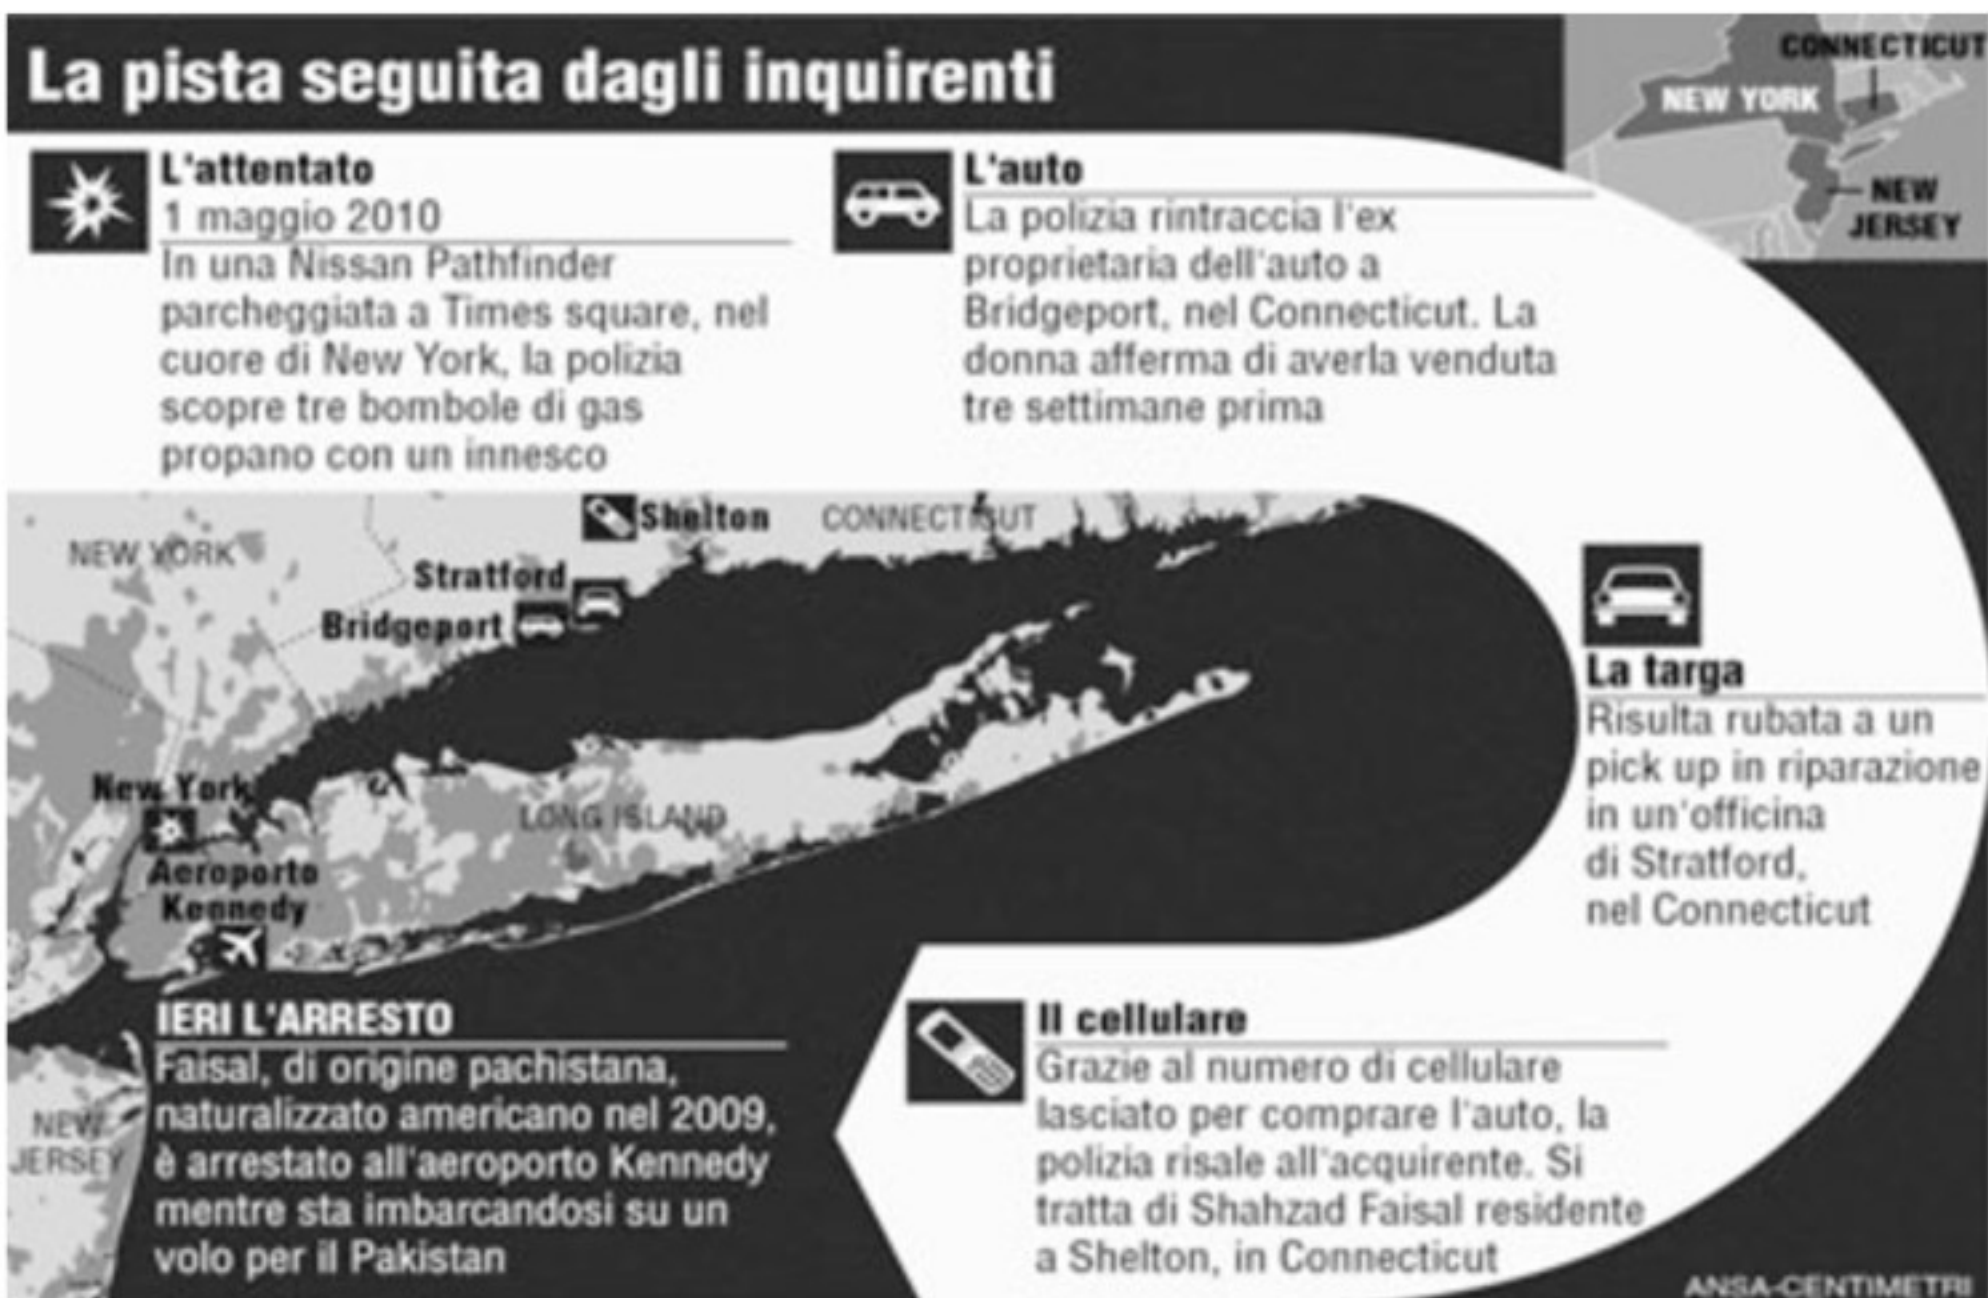 La pista seguita dagli inquirenti
CONNECTICUT
NEW YORK
NEW
JERSEY
L'attentato
1 maggio 2010
In una Nissan Pathfinder
parcheggiata a Times square, nel
cuore di New York, la polizia
scopre tre bombole di gas
propano con un innesco
L'auto
La polizia rintraccia l'ex
proprietaria dell'auto a
Bridgeport, nel Connecticut. La
donna afferma di averla venduta
tre settimane prima
La targa
Risulta rubata a un
pick up in riparazione
in un'officina
di Stratford,
nel Connecticut
Il cellulare
Grazie al numero di cellulare
lasciato per comprare l'auto, la
polizia risale all'acquirente. Si
tratta di Shahzad Faisal residente
a Shelton, in Connecticut
IERI L'ARRESTO
Faisal, di origine pachistana,
naturalizzato americano nel 2009,
è arrestato all'aeroporto Kennedy
mentre sta imbarcandosi su un
volo per il Pakistan
Shelton
CONNECTICUT
NEW YORK
Stratford
Bridgeport
New York
LONG ISLAND
Aeroporto
Kennedy
NEW
JERSEY
ANSA-CENTIMETRI